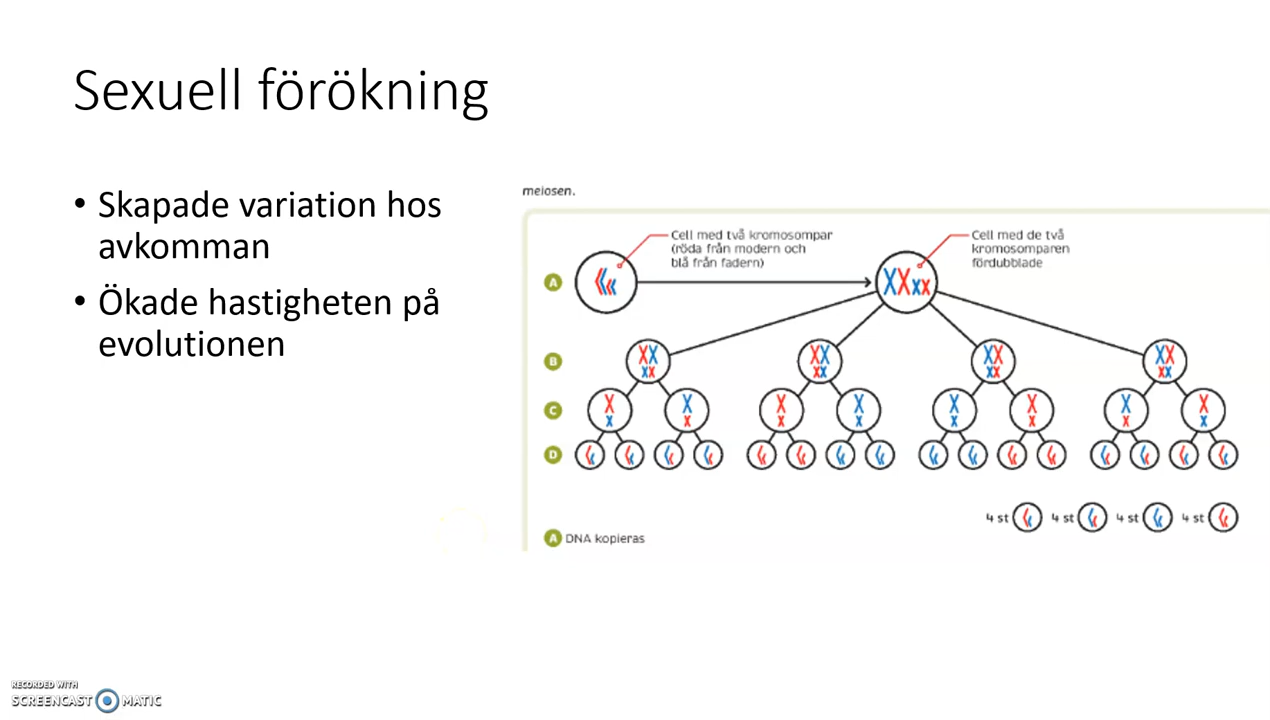 Sexuell förökning
• Skapade variation hos
avkomman
• Ökade hastigheten på
evolutionen
meiosen.
Cell med två kromosompar
(röda från modern och
blå från fadern)
Cell med de två
kromosomparen
fördubblade
A
B
C
D
4 st 4 st 4 st 4 st
A DNA kopieras
RECORDED WITH
SCREENCAST MATIC